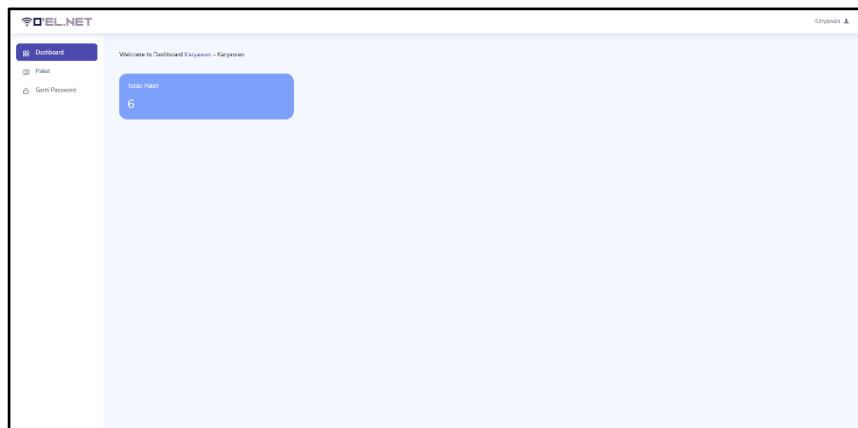 O'EL.NET
Karyawan
Dashboard
Paket
Ganti Password
Welcome to Dashboard Karyawan - Karyawan
Totals Paket
6